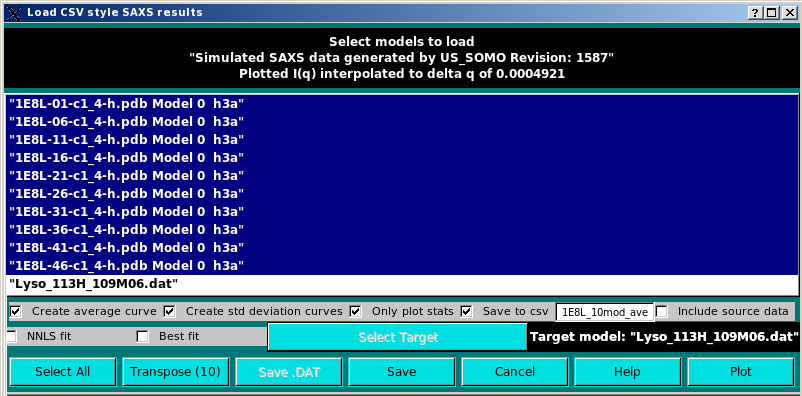 Load CSV style SAXS results
Select models to load
"Simulated SAXS data generated by US_SOMO Revision: 1587"
Plotted I(q) interpolated to delta q of 0.0004921
"1E8L-01-c1_4-h.pdb Model 0  h3a"
"1E8L-06-c1_4-h.pdb Model 0  h3a"
"1E8L-11-c1_4-h.pdb Model 0  h3a"
"1E8L-16-c1_4-h.pdb Model 0  h3a"
"1E8L-21-c1_4-h.pdb Model 0  h3a"
"1E8L-26-c1_4-h.pdb Model 0  h3a"
"1E8L-31-c1_4-h.pdb Model 0  h3a"
"1E8L-36-c1_4-h.pdb Model 0  h3a"
"1E8L-41-c1_4-h.pdb Model 0  h3a"
"1E8L-46-c1_4-h.pdb Model 0  h3a"
"Lyso_113H_109M06.dat"
Create average curve Create std deviation curves Only plot stats Save to csv 1E8L_10mod_ave Include source data
NNLS fit Best fit Select Target Target model: "Lyso_113H_109M06.dat"
Select All Transpose (10) Save .DAT Save Cancel Help Plot